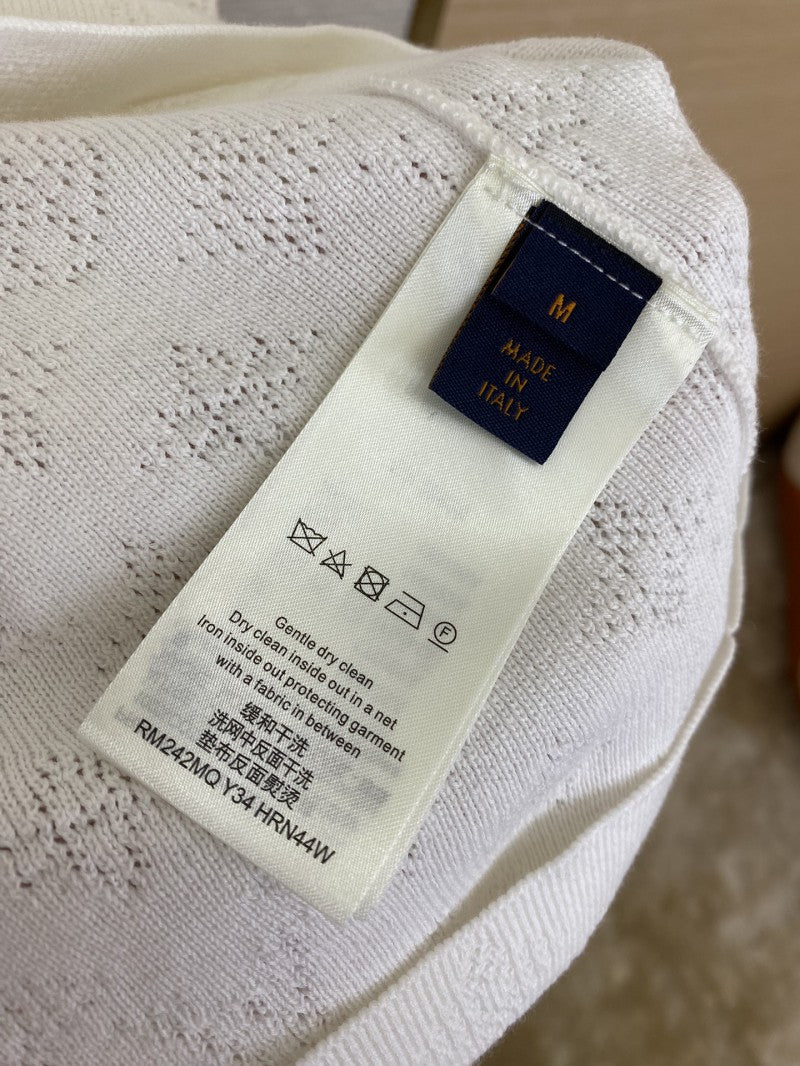 M
MADE
IN
ITALY
F
Gentle dry clean
Dry clean inside out in a net
Iron inside out protecting garment
with a fabric in between
缓和干洗
洗网中反面干洗
垫布反面熨烫
RM242MQ Y34 HRN44W